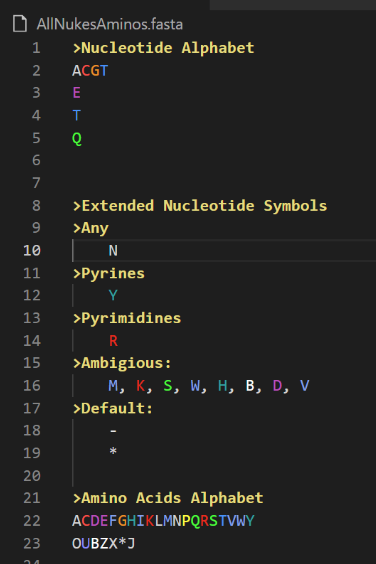 AllNukesAminos.fasta
1 >Nucleotide Alphabet
2 ACGT
3 E
4 T
5 Q
6
7
8 >Extended Nucleotide Symbols
9 >Any
10 N
11 >Pyrines
12 Y
13 >Pyrimidines
14 R
15 >Ambigious:
16 M, K, S, W, H, B, D, V
17 >Default:
18 -
19 *
20
21 >Amino Acids Alphabet
22 ACDEFGHIKLMNPQRSTVWY
23 OUBZX*J